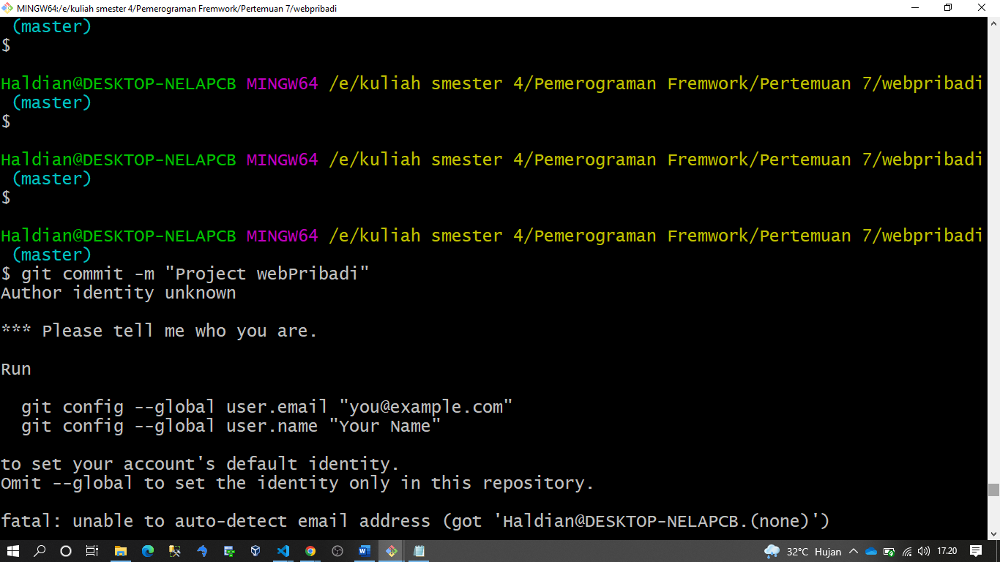 MINGW64:/e/kuliah smester 4/Pemerograman Fremwork/Pertemuan 7/webpribadi
(master)
$
Haldian@DESKTOP-NELAPCB MINGW64 /e/kuliah smester 4/Pemerograman Fremwork/Pertemuan 7/webpribadi
(master)
$
Haldian@DESKTOP-NELAPCB MINGW64 /e/kuliah smester 4/Pemerograman Fremwork/Pertemuan 7/webpribadi
(master)
$
Haldian@DESKTOP-NELAPCB MINGW64 /e/kuliah smester 4/Pemerograman Fremwork/Pertemuan 7/webpribadi
(master)
$ git commit -m "Project webPribadi"
Author identity unknown
*** Please tell me who you are.
Run
git config --global user.email "you@example.com"
git config --global user.name "Your Name"
to set your account's default identity.
Omit --global to set the identity only in this repository.
fatal: unable to auto-detect email address (got 'Haldian@DESKTOP-NELAPCB.(none)')
32°C Hujan 17.20